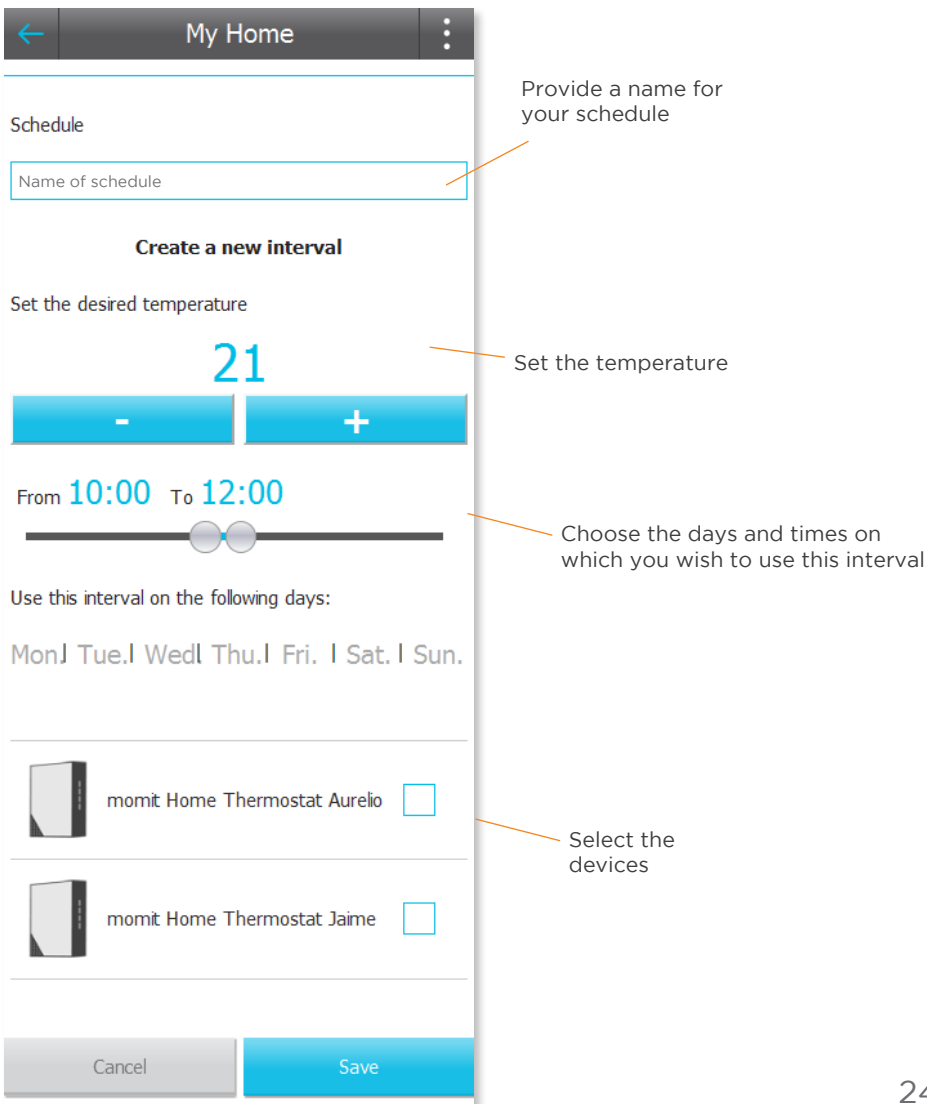 My Home
Provide a name for
your schedule
Schedule
Name of schedule
Create a new interval
Set the desired temperature
21
Set the temperature
- +
From 10:00 To 12:00
Choose the days and times on
which you wish to use this interval
Use this interval on the following days:
Mon.| Tue.| Wed.| Thu.| Fri. | Sat. | Sun.
momit Home Thermostat Aurelio
Select the
devices
momit Home Thermostat Jaime
Cancel Save
24